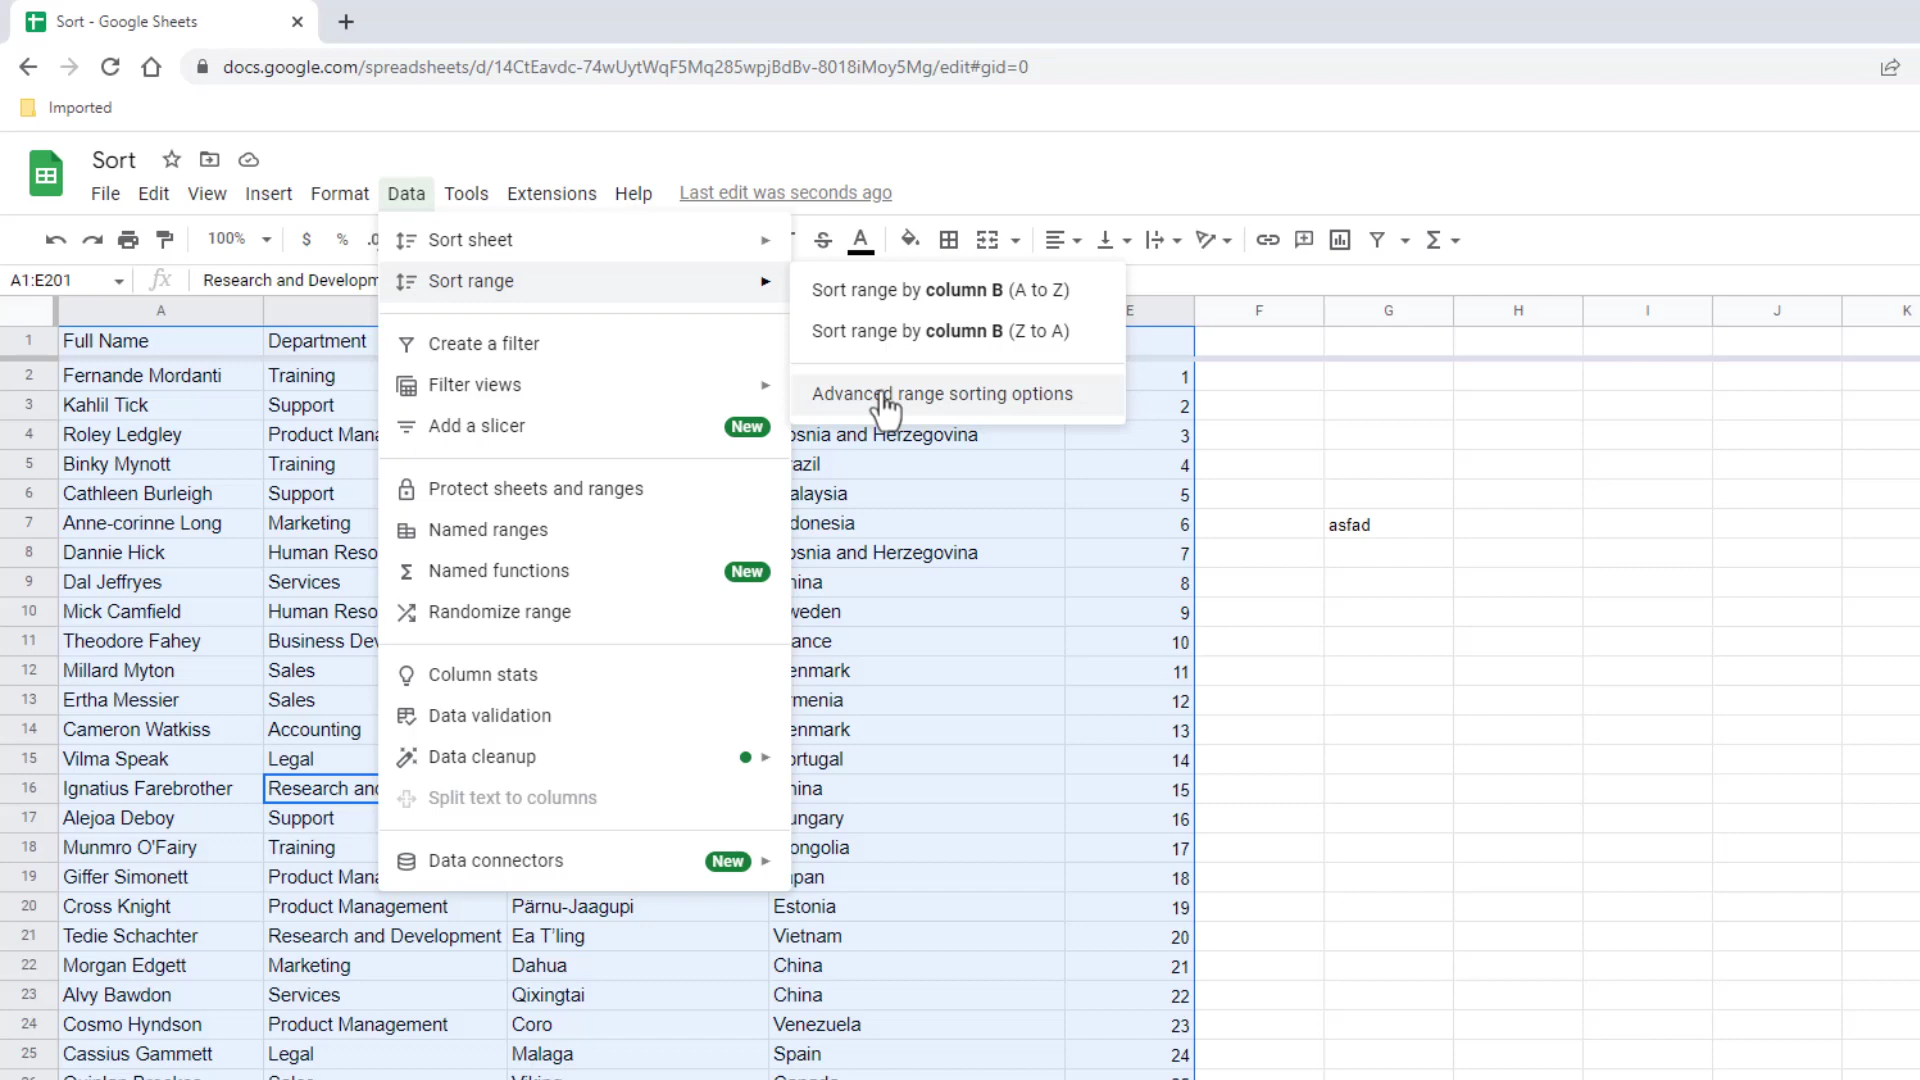 Sort - Google Sheets
docs.google.com/spreadsheets/d/14CtEavdc-74wUytWqF5Mq285wpjBdBv-8018iMoy5Mg/edit#gid=0
Imported
Sort
File Edit View Insert Format Data Tools Extensions Help Last edit was seconds ago
100% $ % .0
A1:E201 fx Research and Developm
Sort sheet
Sort range
Create a filter
Filter views
Add a slicer New
Protect sheets and ranges
Named ranges
Named functions New
Randomize range
Column stats
Data validation
Data cleanup
Split text to columns
Data connectors New
Sort range by column B (A to Z)
Sort range by column B (Z to A)
Advanced range sorting options
A E F G H I J K
1 Full Name Department
2 Fernande Mordanti Training 1
3 Kahlil Tick Support 2
4 Roley Ledgley Product Mana osnia and Herzegovina 3
5 Binky Mynott Training razil 4
6 Cathleen Burleigh Support alaysia 5
7 Anne-corinne Long Marketing donesia 6 asfad
8 Dannie Hick Human Reso osnia and Herzegovina 7
9 Dal Jeffryes Services hina 8
10 Mick Camfield Human Reso weden 9
11 Theodore Fahey Business Dev ance 10
12 Millard Myton Sales enmark 11
13 Ertha Messier Sales rmenia 12
14 Cameron Watkiss Accounting enmark 13
15 Vilma Speak Legal ortugal 14
16 Ignatius Farebrother Research and hina 15
17 Alejoa Deboy Support ungary 16
18 Munmro O'Fairy Training ongolia 17
19 Giffer Simonett Product Mana apan 18
20 Cross Knight Product Management Pärnu-Jaagupi Estonia 19
21 Tedie Schachter Research and Development Ea T'ling Vietnam 20
22 Morgan Edgett Marketing Dahua China 21
23 Alvy Bawdon Services Qixingtai China 22
24 Cosmo Hyndson Product Management Coro Venezuela 23
25 Cassius Gammett Legal Malaga Spain 24